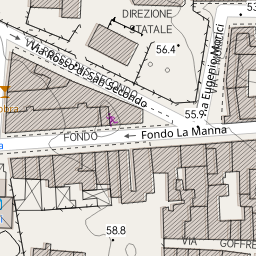 DIREZIONE
STATALE
56.4
Via Rosso di San Secondo
Via Eugenio Morici
55.9
FONDO
Fondo La Manna
58.8
VIA
GOFFRE